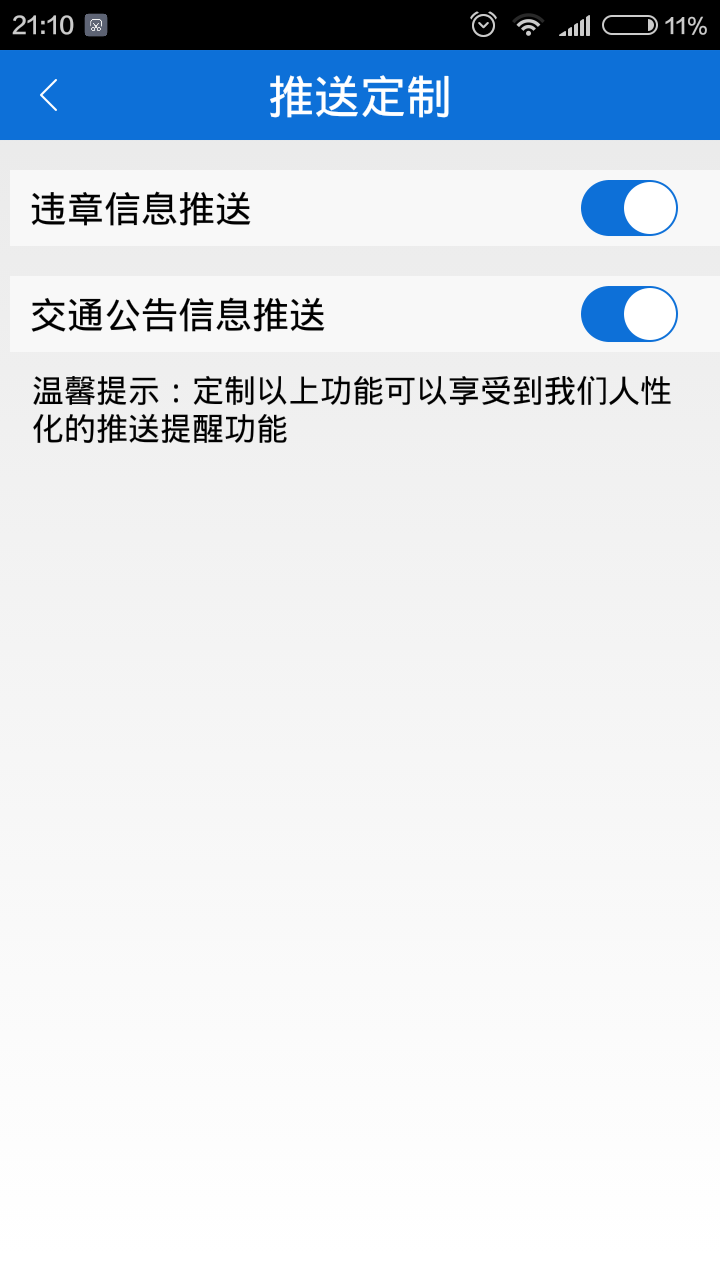 21:10 11%
推送定制
违章信息推送
交通公告信息推送
温馨提示：定制以上功能可以享受到我们人性
化的推送提醒功能